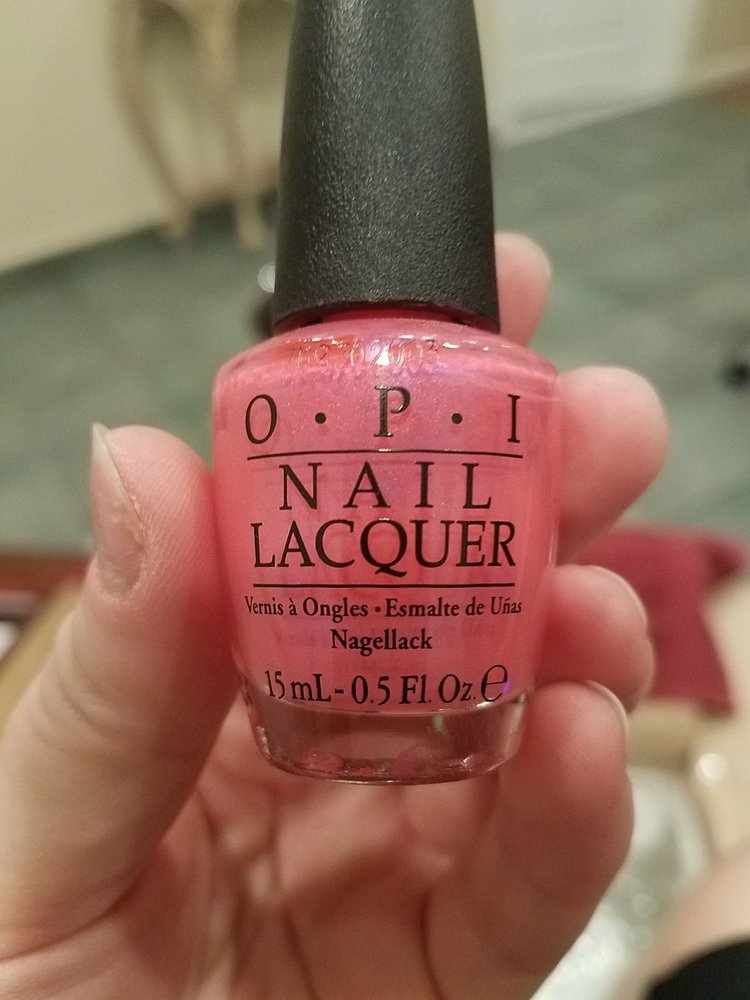 O • P • I
NAIL
LACQUER
Vernis à Ongles • Esmalte de Uñas
Nagellack
15 mL - 0.5 Fl. Oz. ℮